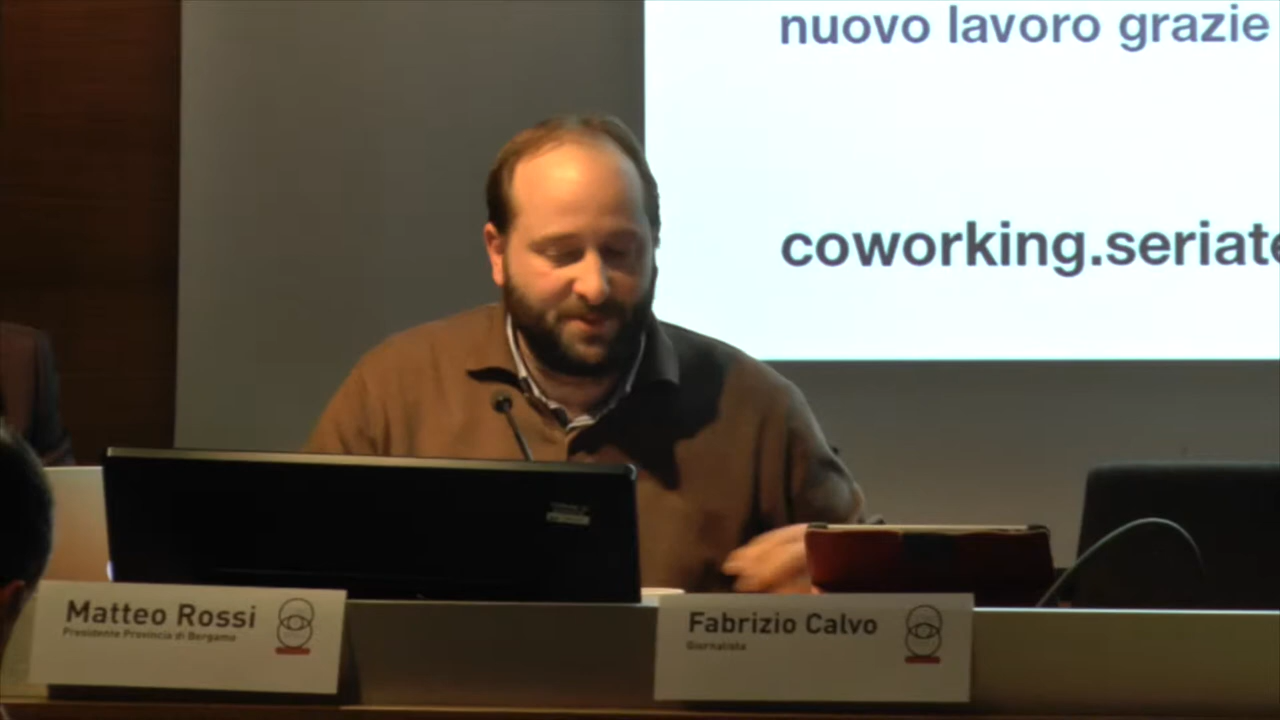 nuovo lavoro grazie
coworking.seriate
Matteo Rossi
Presidente Provincia di Bergamo
Fabrizio Calvo
Giornalista